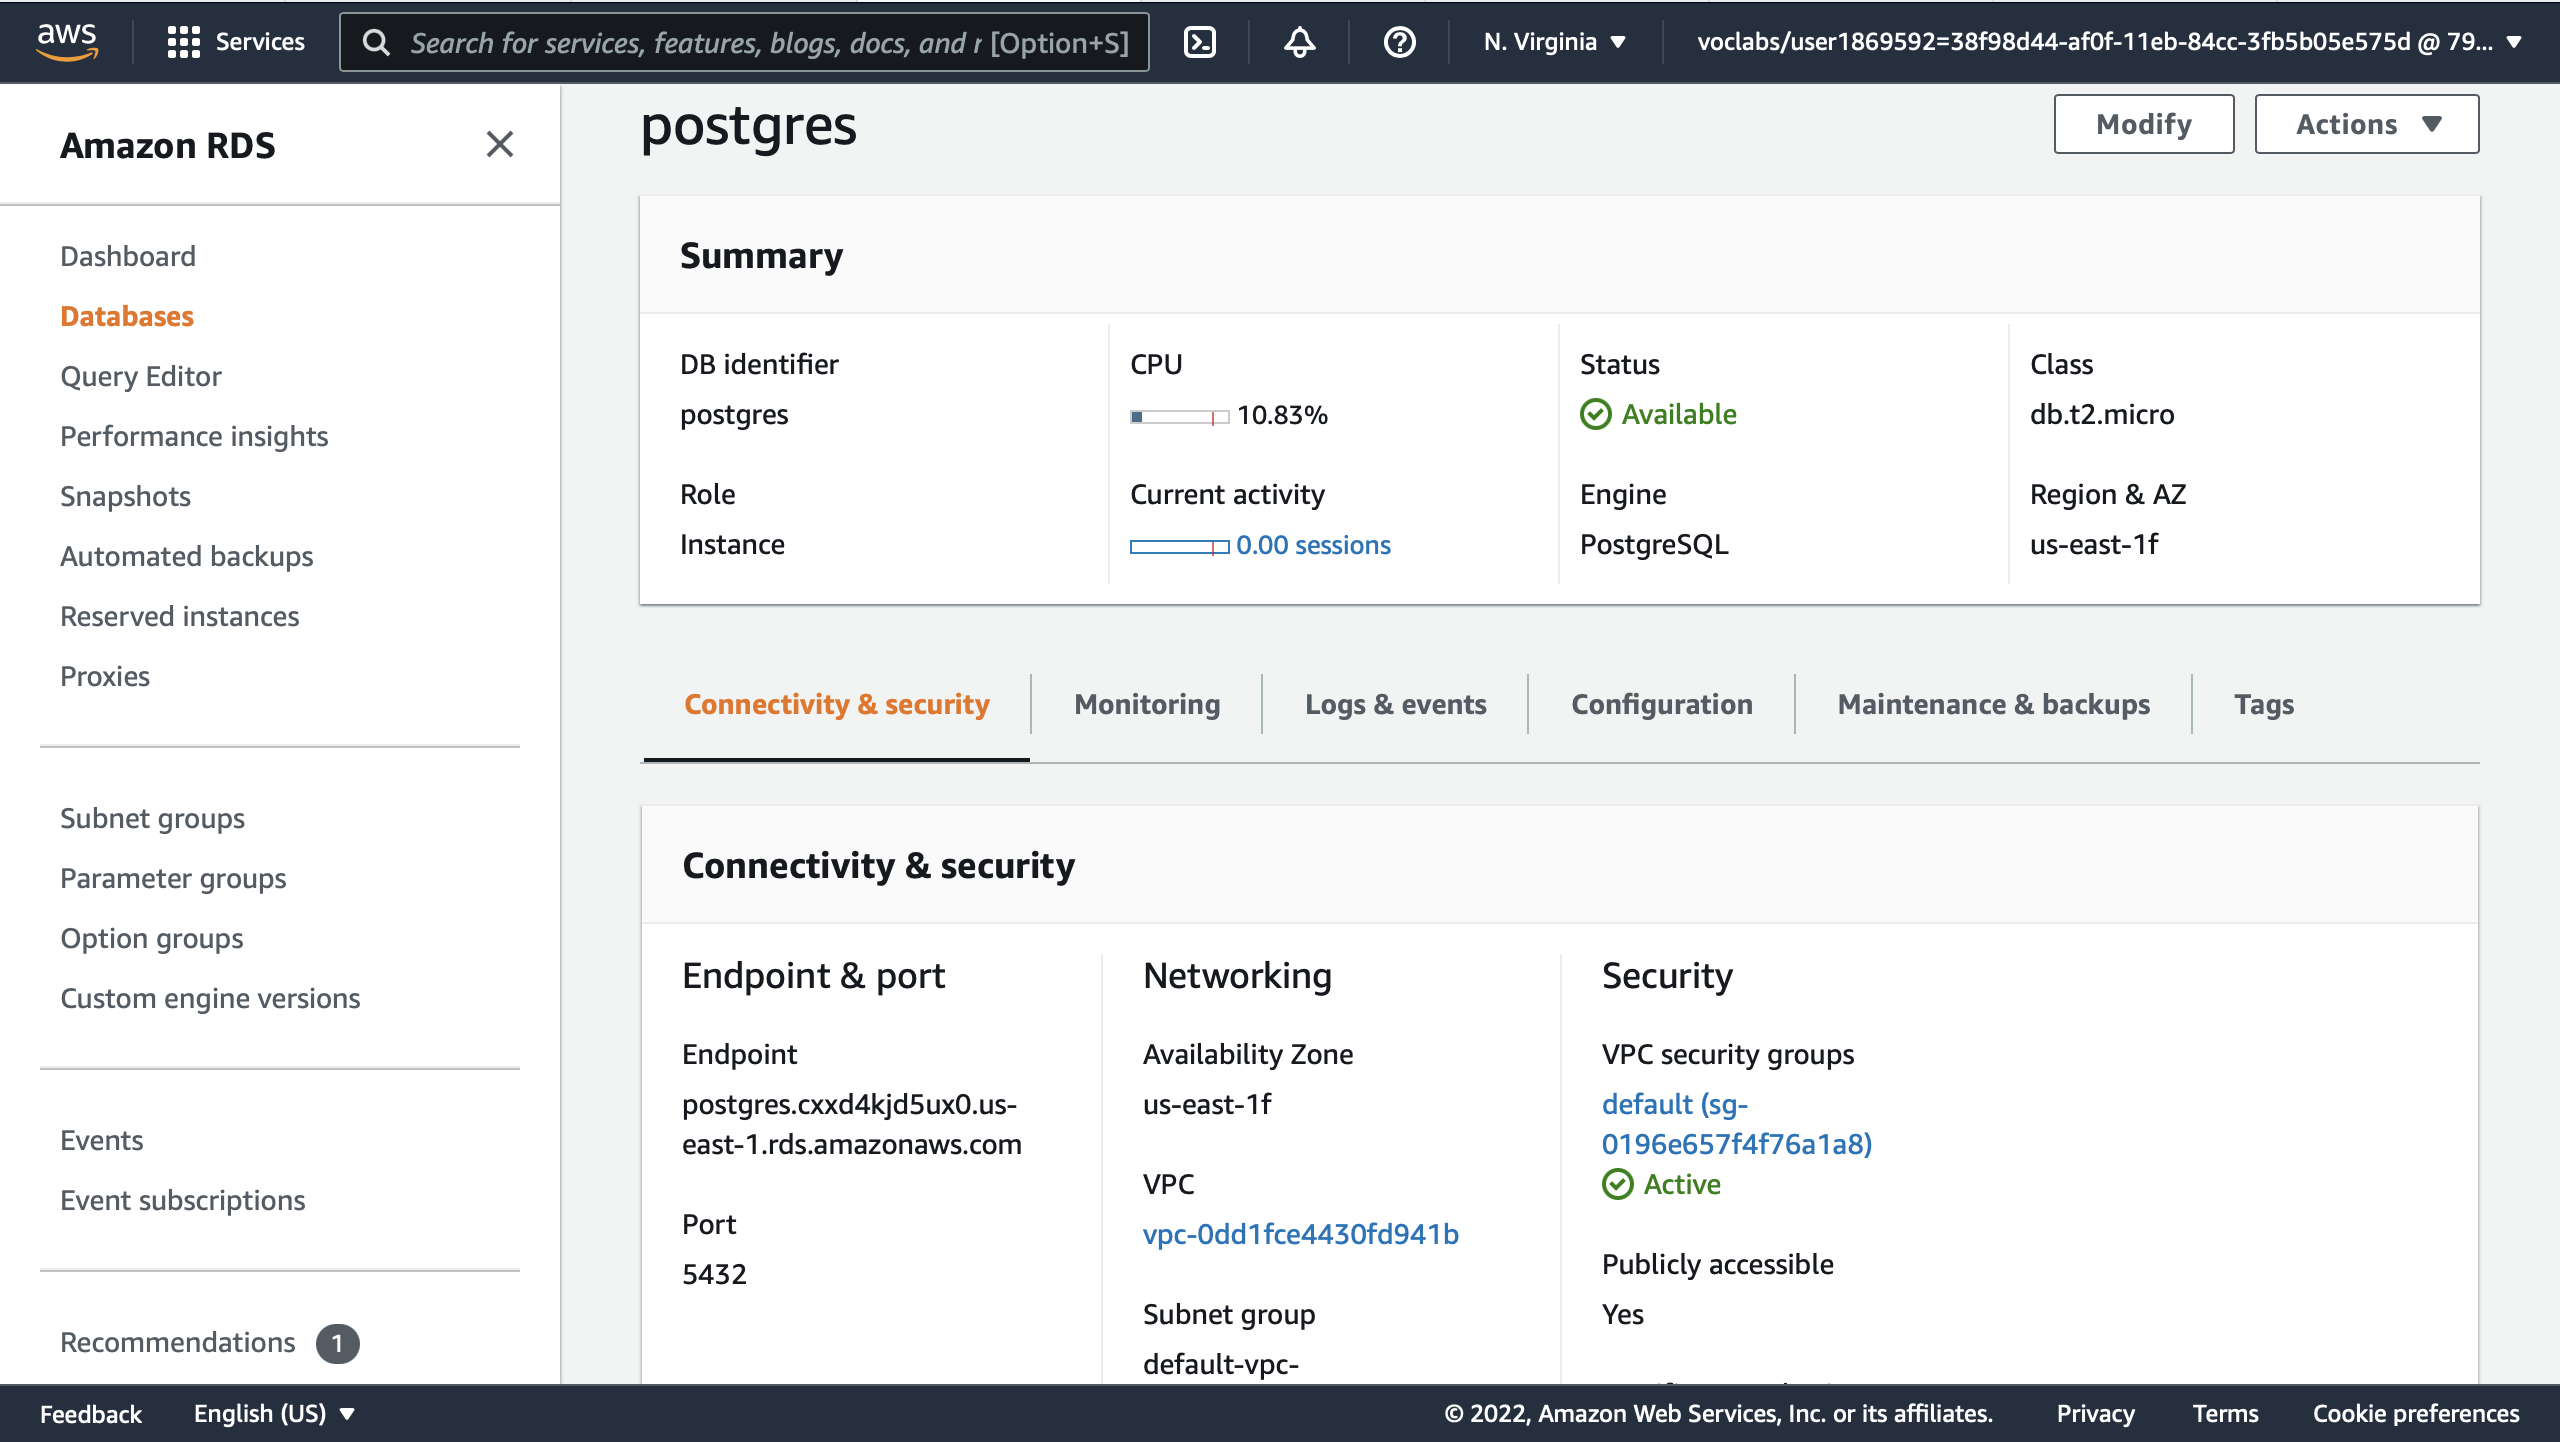 aws
Services
Search for services, features, blogs, docs, and r [Option+S]
N. Virginia
voclabs/user1869592=38f98d44-af0f-11eb-84cc-3fb5b05e575d @ 79...
Amazon RDS
Dashboard
Databases
Query Editor
Performance insights
Snapshots
Automated backups
Reserved instances
Proxies
Subnet groups
Parameter groups
Option groups
Custom engine versions
Events
Event subscriptions
Recommendations 1
postgres
Modify
Actions
Summary
DB identifier
postgres
CPU
10.83%
Status
Available
Class
db.t2.micro
Role
Instance
Current activity
0.00 sessions
Engine
PostgreSQL
Region & AZ
us-east-1f
Connectivity & security
Monitoring
Logs & events
Configuration
Maintenance & backups
Tags
Connectivity & security
Endpoint & port
Endpoint
postgres.cxxd4kjd5ux0.us-
east-1.rds.amazonaws.com
Port
5432
Networking
Availability Zone
us-east-1f
VPC
vpc-0dd1fce4430fd941b
Subnet group
default-vpc-
Security
VPC security groups
default (sg-
0196e657f4f76a1a8)
Active
Publicly accessible
Yes
Feedback
English (US)
© 2022, Amazon Web Services, Inc. or its affiliates.
Privacy
Terms
Cookie preferences